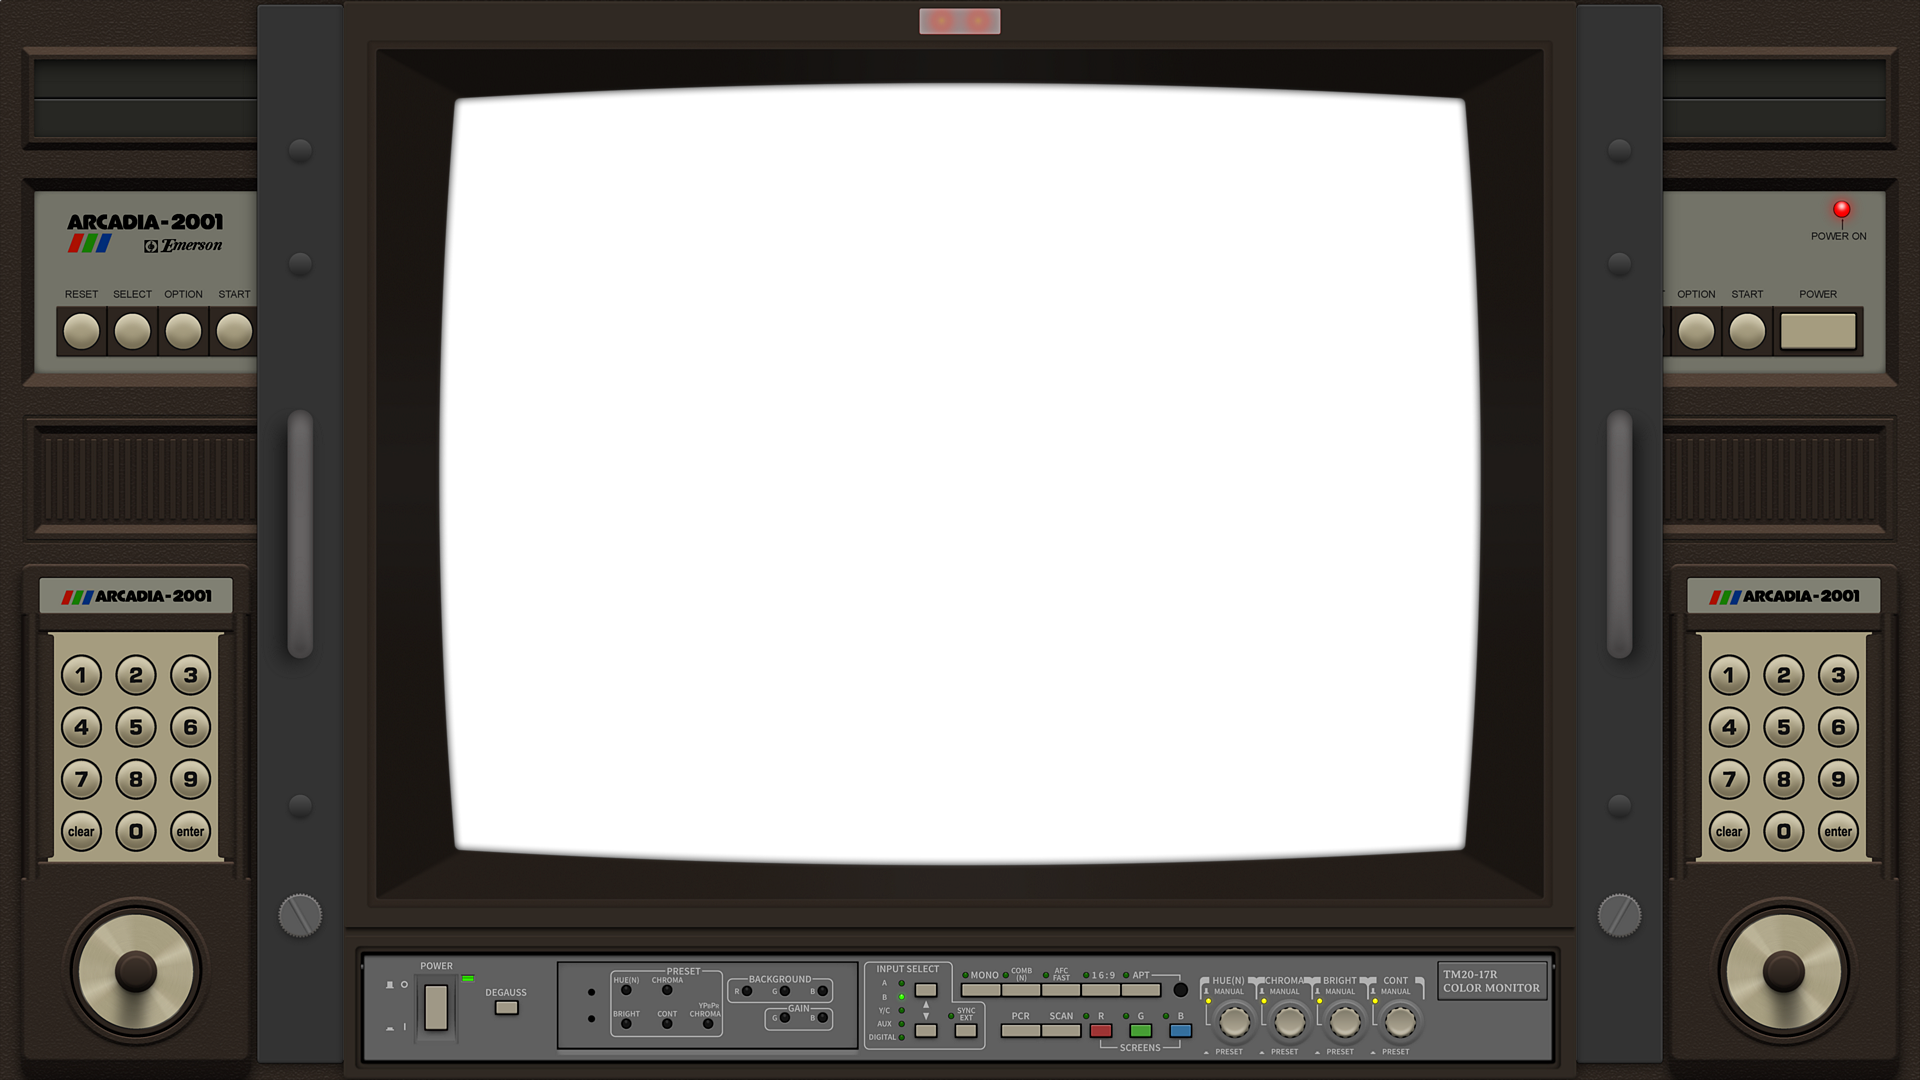 ARCADIA-2001
Emerson
RESET SELECT OPTION START
POWER ON
OPTION START POWER
ARCADIA-2001
1 2 3
4 5 6
7 8 9
clear 0 enter
ARCADIA-2001
1 2 3
4 5 6
7 8 9
clear 0 enter
POWER
DEGAUSS
PRESET
HUE(N) CHROMA
BRIGHT CONT YPBPR CHROMA
BACKGROUND
R G B
GAIN
G B
INPUT SELECT
A
B
Y/C
AUX
DIGITAL
SYNC EXT
MONO COMB (N) AFC FAST 16:9 APT
PCR SCAN R G B
SCREENS
HUE(N) CHROMA BRIGHT CONT
MANUAL MANUAL MANUAL MANUAL
PRESET PRESET PRESET PRESET
TM20-17R
COLOR MONITOR